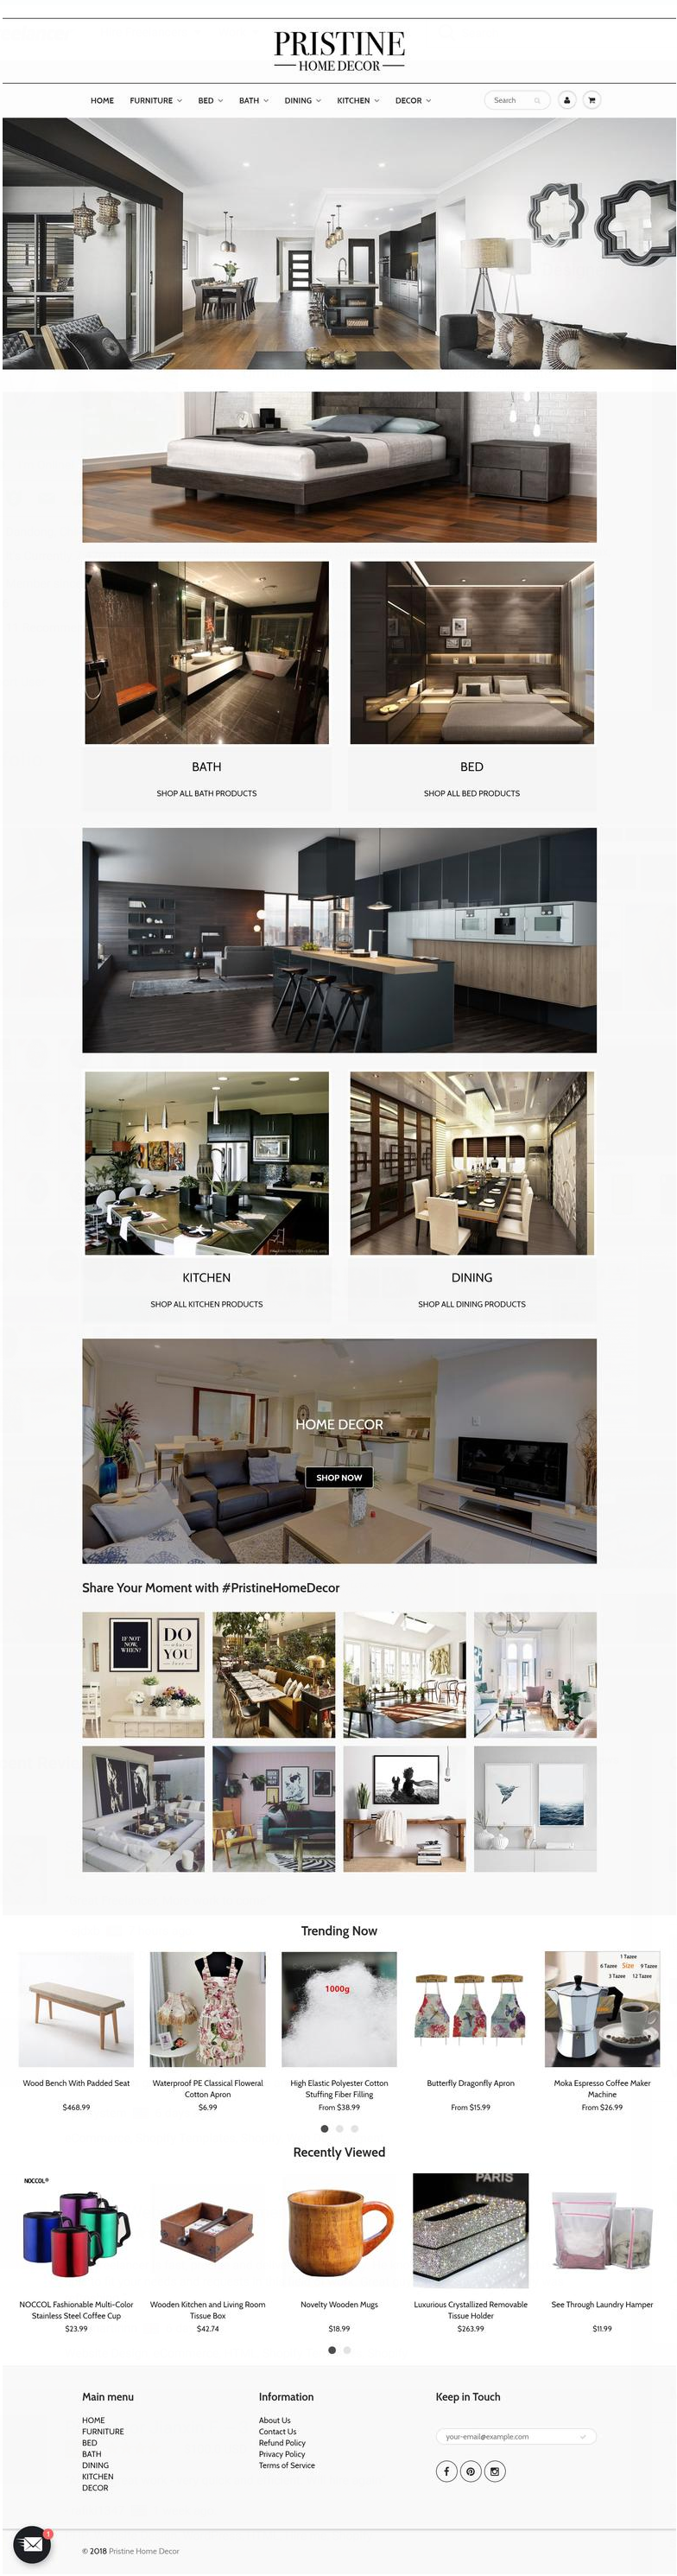 PRISTINE
HOME DECOR
HOME FURNITURE BED BATH DINING KITCHEN DECOR Search
BATH
BED
SHOP ALL BATH PRODUCTS
SHOP ALL BED PRODUCTS
KITCHEN
DINING
SHOP ALL KITCHEN PRODUCTS
SHOP ALL DINING PRODUCTS
HOME DECOR
SHOP NOW
Share Your Moment with #PristineHomeDecor
IF NOT
NOW,
WHEN?
DO
what
YOU
love
Trending Now
1000g
1 Tazee
6 Tazee Size 9 Tazee
3 Tazee 12 Tazee
Wood Bench With Padded Seat
$468.99
Waterproof PE Classical Floweral
Cotton Apron
$6.99
High Elastic Polyester Cotton
Stuffing Fiber Filling
From $38.99
Butterfly Dragonfly Apron
From $15.99
Moka Espresso Coffee Maker
Machine
From $26.99
Recently Viewed
NOCCOL®
PARIS
NOCCOL Fashionable Multi-Color
Stainless Steel Coffee Cup
$23.99
Wooden Kitchen and Living Room
Tissue Box
$42.74
Novelty Wooden Mugs
$18.99
Luxurious Crystallized Removable
Tissue Holder
$263.99
See Through Laundry Hamper
$11.99
Main menu
HOME
FURNITURE
BED
BATH
DINING
KITCHEN
DECOR
Information
About Us
Contact Us
Refund Policy
Privacy Policy
Terms of Service
Keep in Touch
your-email@example.com
1
© 2018 Pristine Home Decor